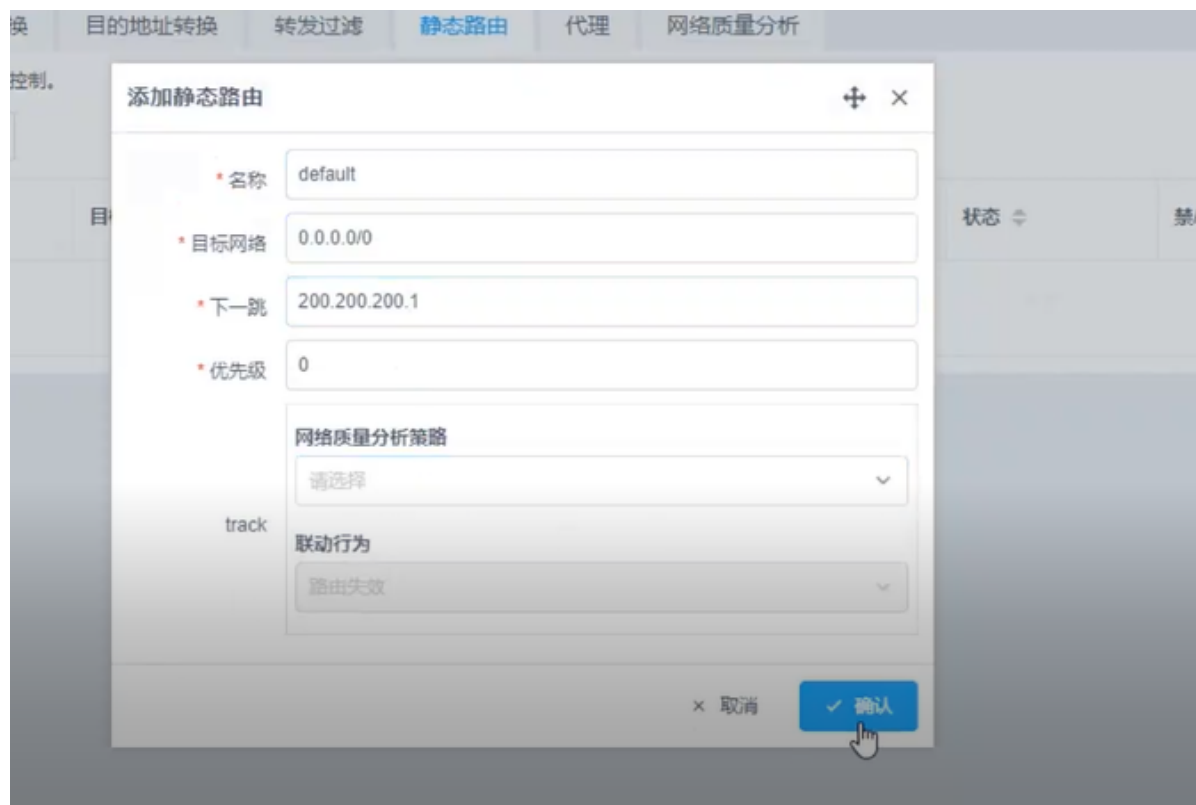 换 目的地址转换 转发过滤 静态路由 代理 网络质量分析
控制。
添加静态路由
* 名称 default
目 状态 禁
* 目标网络 0.0.0.0/0
* 下一跳 200.200.200.1
* 优先级 0
网络质量分析策略
请选择
track
联动行为
路由失效
取消 确认